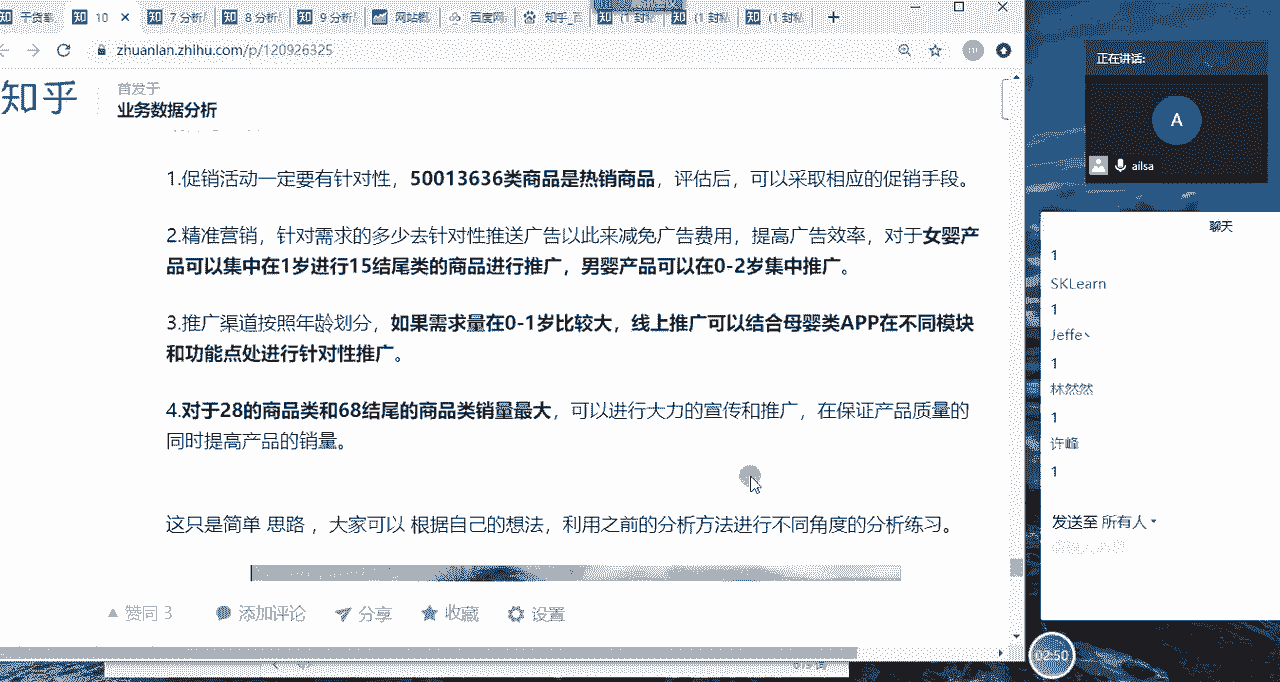 干货
10
7 分析
8 分析
9 分析
网站概
百度网
知乎_百
(1 封私
(1 封私
(1 封私
zhuanlan.zhihu.com/p/120926325
知乎
首发于
业务数据分析
1.促销活动一定要有针对性，50013636类商品是热销商品，评估后，可以采取相应的促销手段。
2.精准营销，针对需求的多少去针对性推送广告以此来减免广告费用，提高广告效率，对于女婴产
品可以集中在1岁进行15结尾类的商品进行推广，男婴产品可以在0-2岁集中推广。
3.推广渠道按照年龄划分，如果需求量在0-1岁比较大，线上推广可以结合母婴类APP在不同模块
和功能点处进行针对性推广。
4.对于28的商品类和68结尾的商品类销量最大，可以进行大力的宣传和推广，在保证产品质量的
同时提高产品的销量。
这只是简单 思路 ，大家可以 根据自己的想法，利用之前的分析方法进行不同角度的分析练习。
赞同 3
添加评论
分享
收藏
设置
正在讲话:
A
ailsa
聊天
1
SKLearn
1
Jeffe丶
1
林然然
1
许峰
1
发送至 所有人
02:50